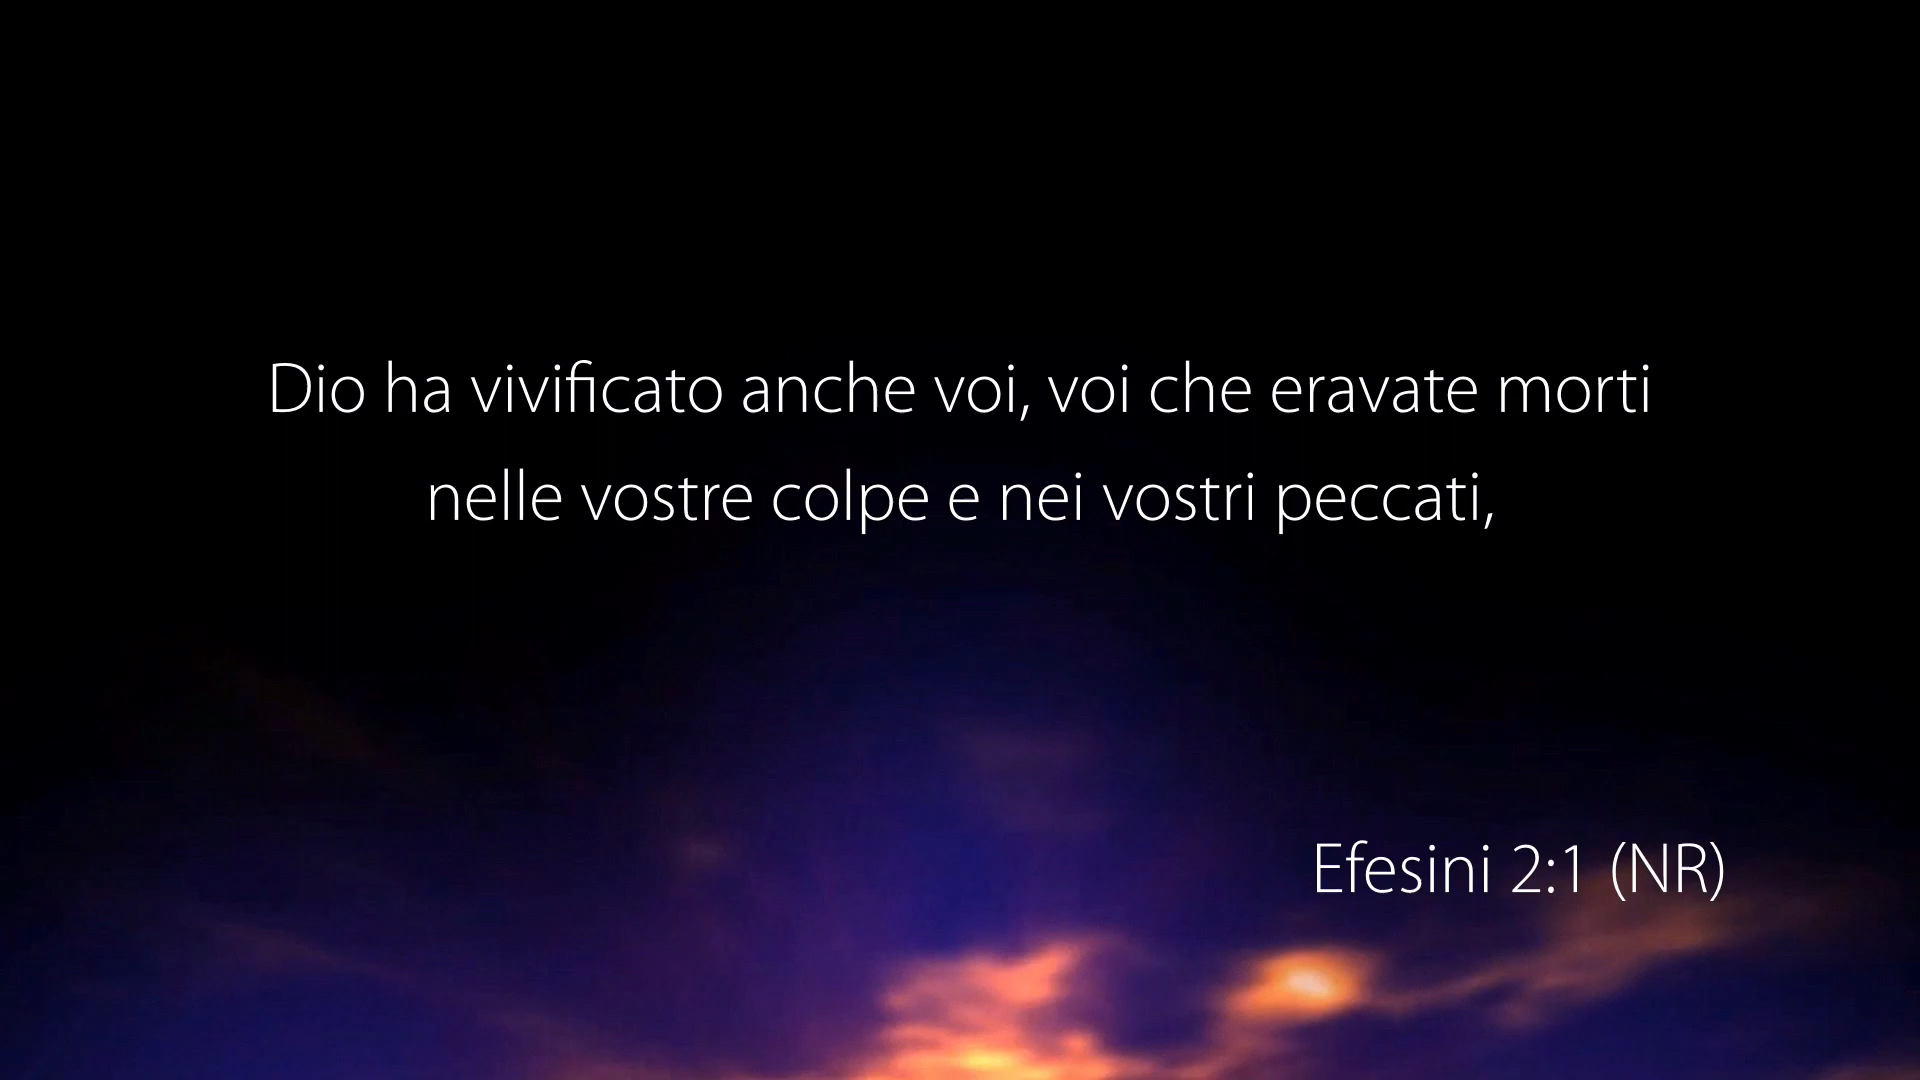 Dio ha vivificato anche voi, voi che eravate morti
nelle vostre colpe e nei vostri peccati,
Efesini 2:1 (NR)